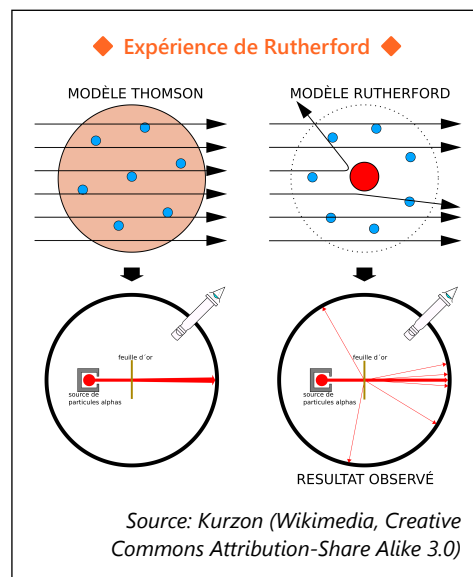 Expérience de Rutherford
MODÈLE THOMSON
MODÈLE RUTHERFORD
feuille d´or
source de
particules alphas
feuille d´or
source de
particules alphas
RESULTAT OBSERVÉ
Source: Kurzon (Wikimedia, Creative
Commons Attribution-Share Alike 3.0)